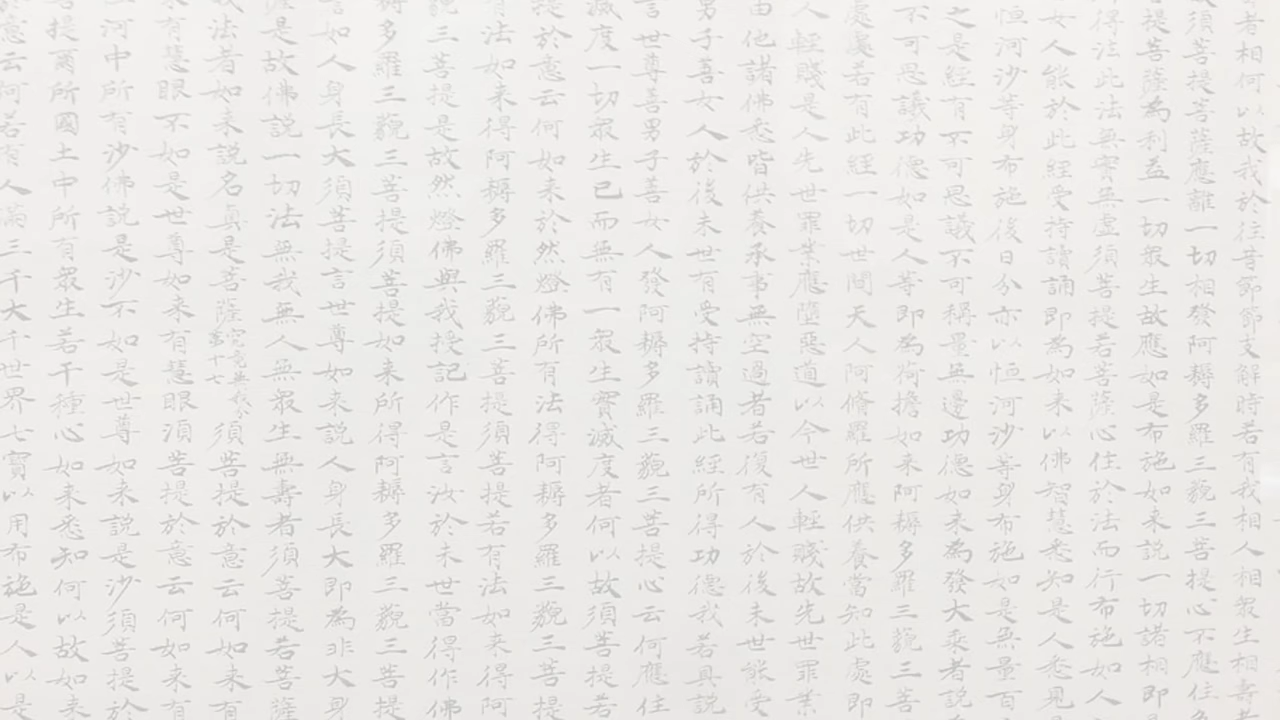 者相何以故我於往昔節節支解時若有我相人相眾生相壽者
故須菩提菩薩應離一切相發阿耨多羅三藐三菩提心不應住
提菩薩為利益一切眾生故應如是布施如來說一切諸相即
得法此法無實無虛須菩提若菩薩心住於法而行布施如人
女人能於此經受持讀誦即為如來以佛智慧悉知是人悉見
恒河沙等身布施後日分亦以恒河沙等身布施如是無量百
之是經有不可思議不可稱量無邊功德如來為發大乘者說
不可思議功德如是人等即為荷擔如來阿耨多羅三藐三菩
處處若有此經一切世間天人阿脩羅所應供養當知此處即
人輕賤是人先世罪業應墮惡道以今世人輕賤故先世罪業
由他諸佛悉皆供養承事無空過者若復有人於後末世能受
男子善女人於後末世有受持讀誦此經所得功德我若具說
言世尊善男子善女人發阿耨多羅三藐三菩提心云何應住
滅度一切眾生已而無有一眾生實滅度者何以故須菩提若
提於意云何如來於然燈佛所有法得阿耨多羅三藐三菩提
有法如來得阿耨多羅三藐三菩提須菩提若有法如來得阿
三菩提是故然燈佛與我授記作是言汝於來世當得作佛
耨多羅三藐三菩提須菩提如來所得阿耨多羅三藐三菩提
言如人身長大須菩提言世尊如來說人身長大即為非大身
薩是故佛說一切法無我無人無眾生無壽者須菩提若菩薩
我法者如來說名真是菩薩究竟無我分第十七須菩提於意云何如來有
來有慧眼不如是世尊如來有慧眼須菩提於意云何如來有
河中所有沙佛說是沙不如是世尊如來說是沙須菩提於
提爾所國土中所有眾生若干種心如來悉知何以故如來
意云何若有人滿三千大千世界七寶以用布施是人以是